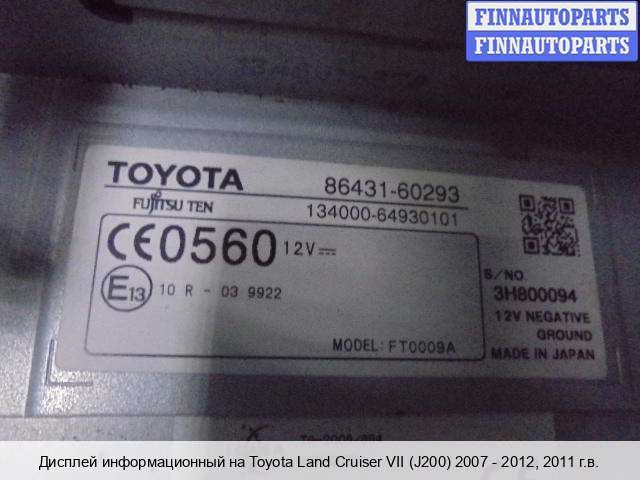 FINNAUTOPARTS
FINNAUTOPARTS
TOYOTA 86431-60293
FUJITSU TEN 134000-64930101
CE0560 12V
E13 10 R - 03 9922
S/NO.
3H800094
12V NEGATIVE
GROUND
MODEL: FT0009A
MADE IN JAPAN
Дисплей информационный на Toyota Land Cruiser VII (J200) 2007 - 2012, 2011 г.в.